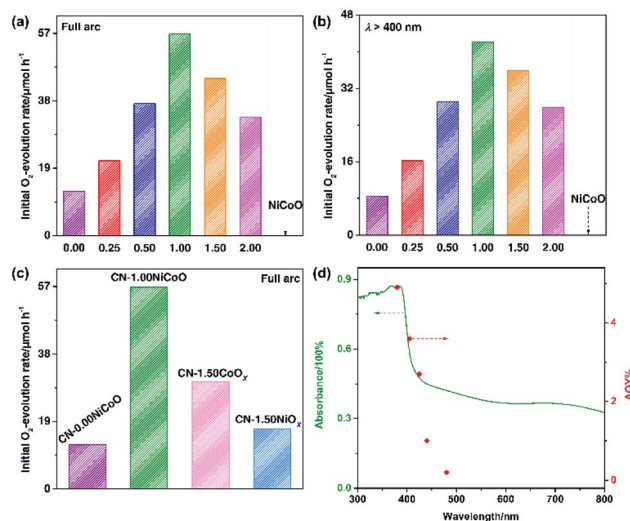 (a)
Full arc
Initial O2-evolution rate/μmol h⁻¹
57
38
19
0
NiCoO
0.00 0.25 0.50 1.00 1.50 2.00
(b)
λ > 400 nm
Initial O2-evolution rate/μmol h⁻¹
48
32
16
0
NiCoO
0.00 0.25 0.50 1.00 1.50 2.00
(c)
Full arc
Initial O2-evolution rate/μmol h⁻¹
57
38
19
0
CN-0.00NiCoO
CN-1.00NiCoO
CN-1.50CoOx
CN-1.50NiOx
(d)
Absorbance/100%
0.9
0.6
0.3
0.0
AQY%
4
2
0
300 400 500 600 700 800
Wavelength/nm